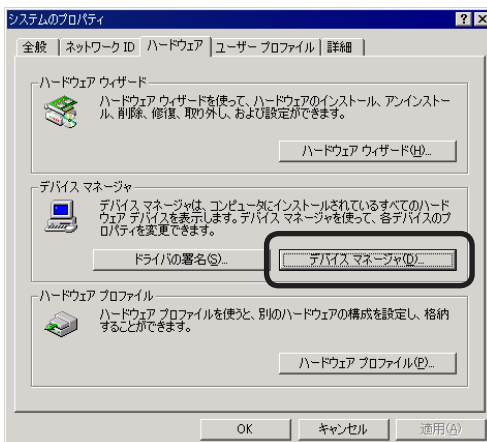 システムのプロパティ
全般 ネットワーク ID ハードウェア ユーザー プロファイル 詳細
ハードウェア ウィザード
ハードウェア ウィザードを使って、ハードウェアのインストール、アンインストー
ル、削除、修復、取り外し、および設定ができます。
ハードウェア ウィザード(H)...
デバイス マネージャ
デバイス マネージャは、コンピュータにインストールされているすべてのハード
ウェア デバイスを表示します。デバイス マネージャを使って、各デバイスのプ
ロパティを変更できます。
ドライバの署名(S)... デバイス マネージャ(D)...
ハードウェア プロファイル
ハードウェア プロファイルを使うと、別のハードウェアの構成を設定し、格納
することができます。
ハードウェア プロファイル(P)...
OK キャンセル 適用(A)